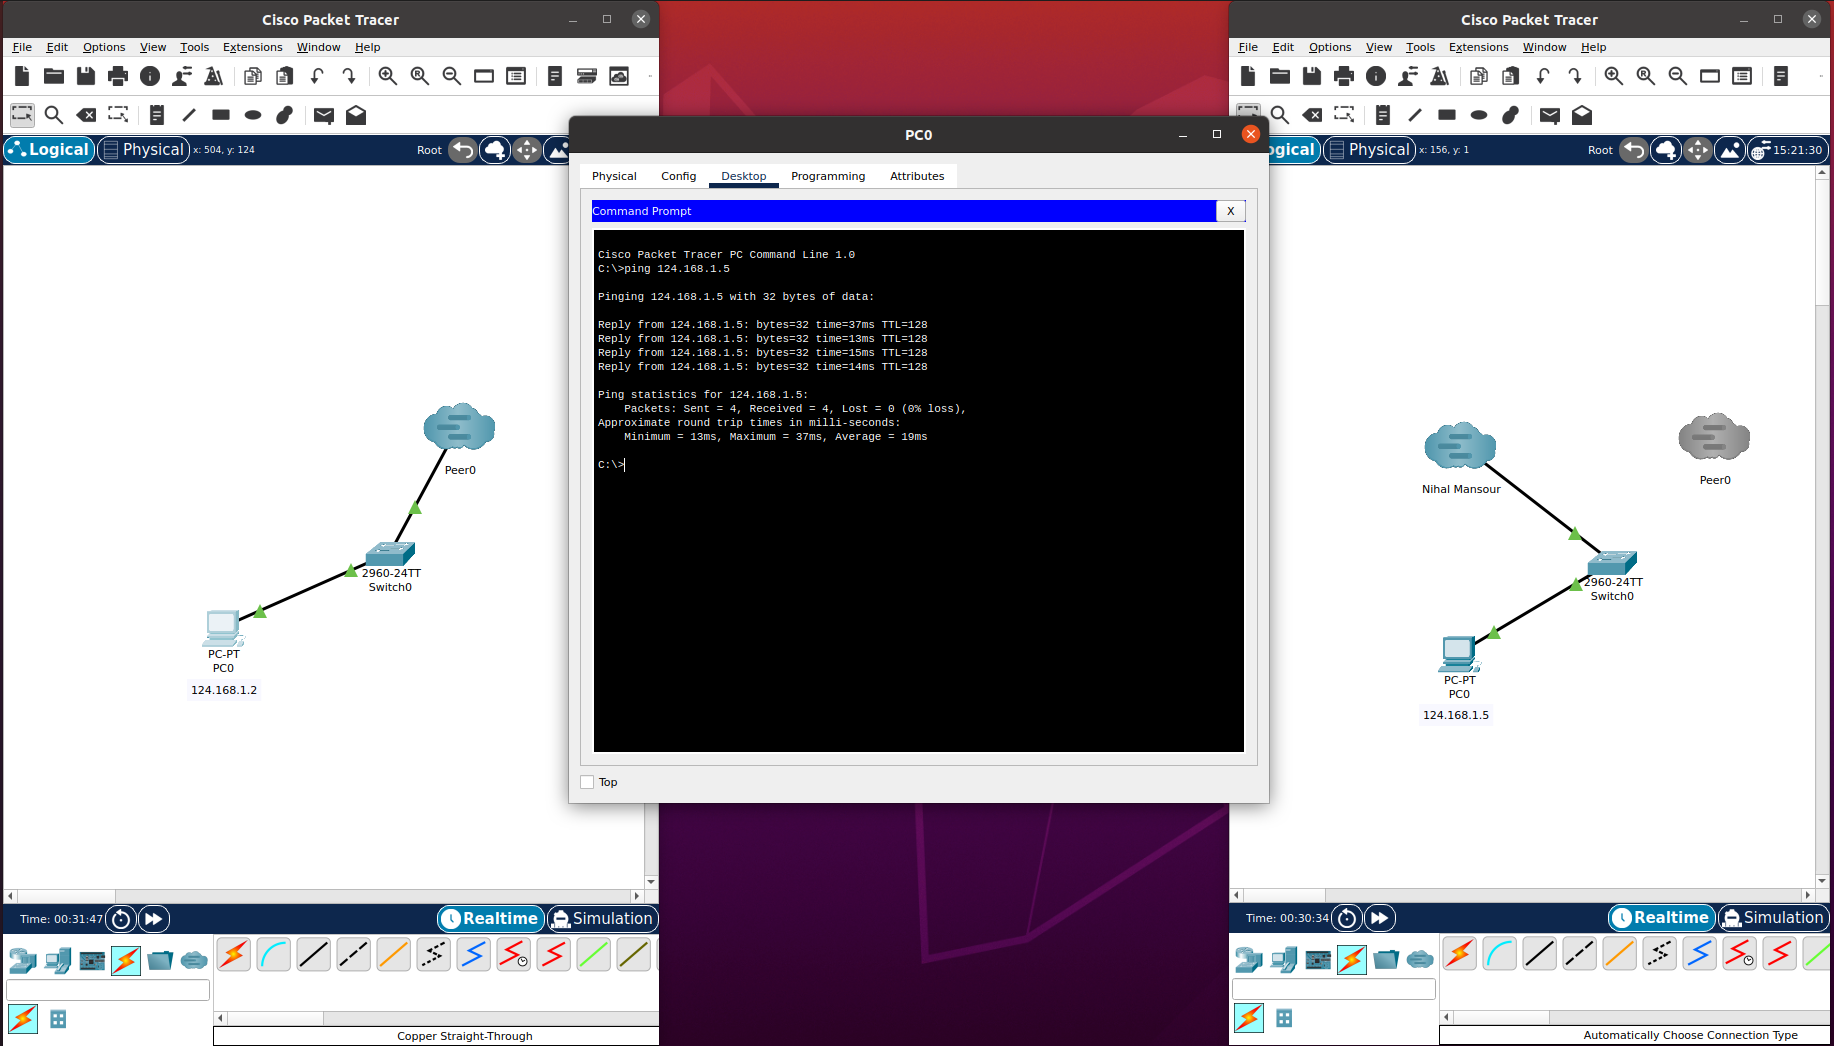 Cisco Packet Tracer
File Edit Options View Tools Extensions Window Help
Logical Physical x: 504, y: 124 Root
Peer0
2960-24TT
Switch0
PC-PT
PC0
124.168.1.2
Time: 00:31:47 Realtime Simulation
Copper Straight-Through
PC0
Physical Config Desktop Programming Attributes
Command Prompt X
Cisco Packet Tracer PC Command Line 1.0
C:\>ping 124.168.1.5
Pinging 124.168.1.5 with 32 bytes of data:
Reply from 124.168.1.5: bytes=32 time=37ms TTL=128
Reply from 124.168.1.5: bytes=32 time=13ms TTL=128
Reply from 124.168.1.5: bytes=32 time=15ms TTL=128
Reply from 124.168.1.5: bytes=32 time=14ms TTL=128
Ping statistics for 124.168.1.5:
Packets: Sent = 4, Received = 4, Lost = 0 (0% loss),
Approximate round trip times in milli-seconds:
Minimum = 13ms, Maximum = 37ms, Average = 19ms
C:\>
Top
Cisco Packet Tracer
File Edit Options View Tools Extensions Window Help
ogical Physical x: 156, y: 1 Root 15:21:30
Nihal Mansour
Peer0
2960-24TT
Switch0
PC-PT
PC0
124.168.1.5
Time: 00:30:34 Realtime Simulation
Automatically Choose Connection Type